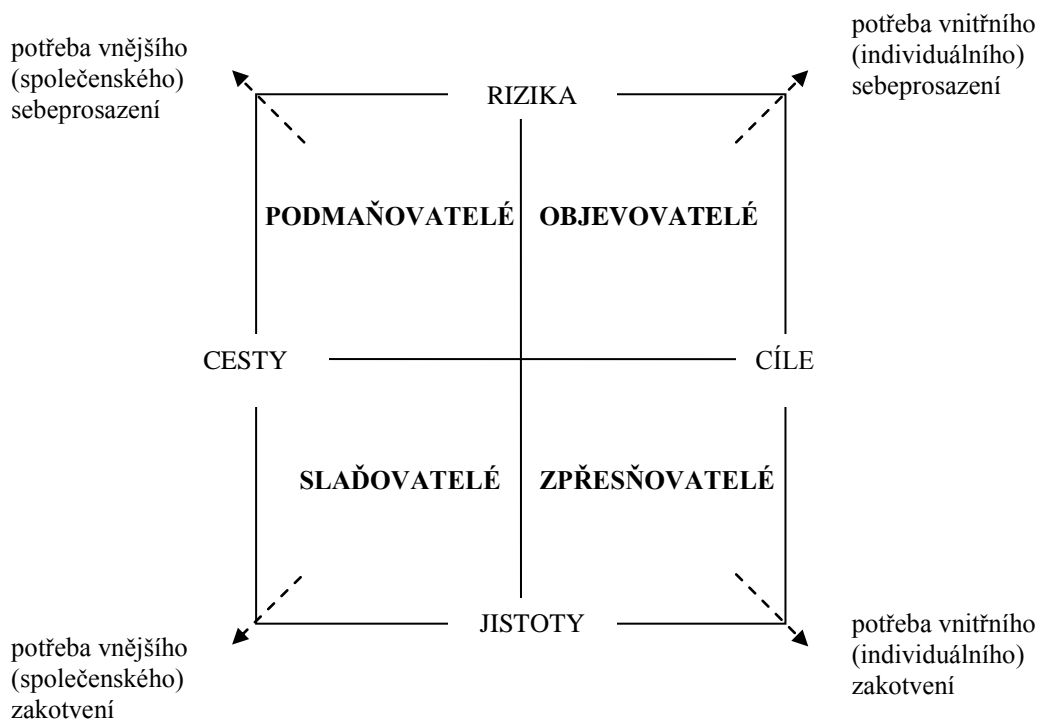 potřeba vnějšího
(společenského)
sebeprosazení
potřeba vnitřního
(individuálního)
sebeprosazení
RIZIKA
PODMAŇOVATELÉ
OBJEVOVATELÉ
CESTY
CÍLE
SLAĎOVATELÉ
ZPŘESŇOVATELÉ
JISTOTY
potřeba vnějšího
(společenského)
zakotvení
potřeba vnitřního
(individuálního)
zakotvení